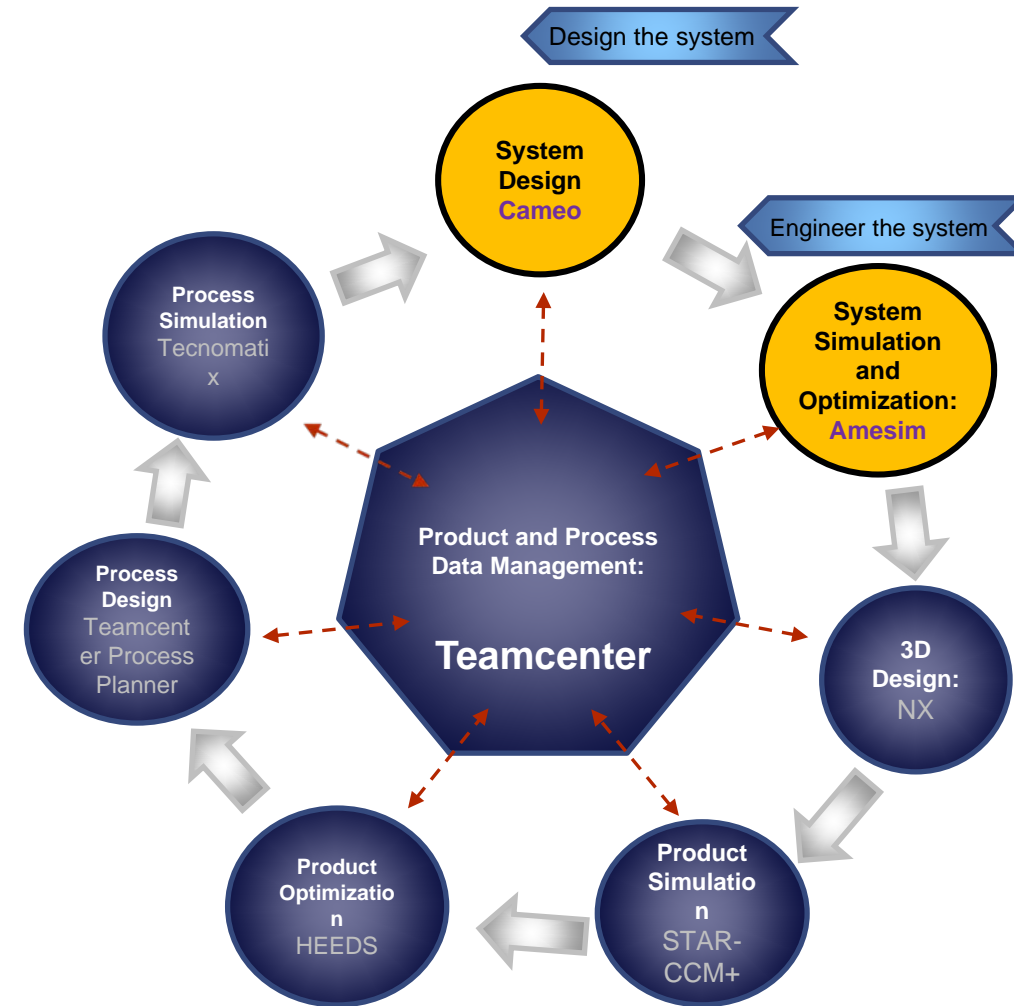 Design the system
System
Design
Cameo
Engineer the system
System
Simulation
and
Optimization:
Amesim
Process
Simulation
Tecnomati
x
Product and Process
Data Management:
Teamcenter
Process
Design
Teamcent
er Process
Planner
3D
Design:
NX
Product
Optimizatio
n
HEEDS
Product
Simulatio
n
STAR-
CCM+